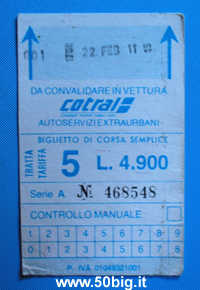 001 22 FEB 11
DA CONVALIDARE IN VETTURA
cotral
AUTOSERVIZI EXTRAURBANI
BIGLIETTO DI CORSA SEMPLICE
TRATTA TARIFFA 5 L. 4.900
Serie A. № 468548
CONTROLLO MANUALE
1 2 3 4 5 6 7 8 9
0 1 2 3 4 5 6 7 8
P. IVA 01049321001
www.50big.it